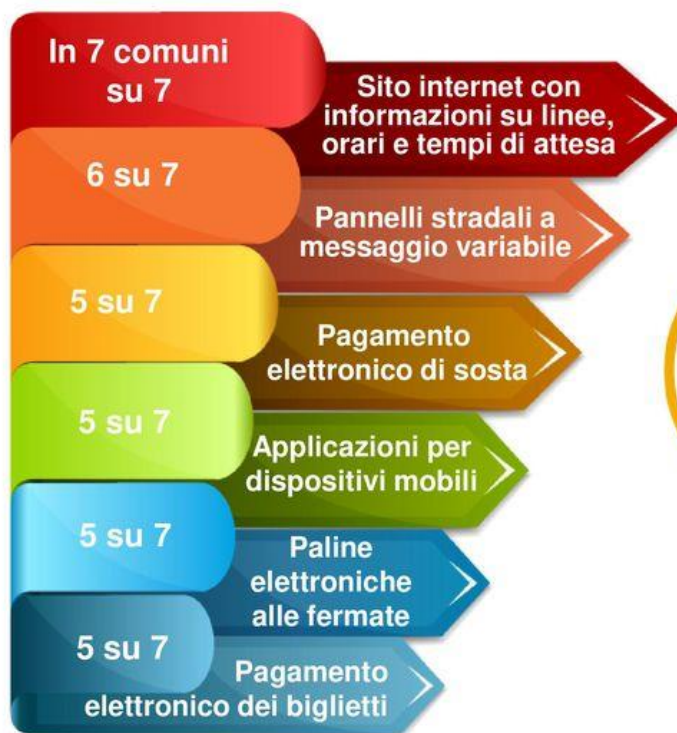 In 7 comuni
su 7
Sito internet con
informazioni su linee,
orari e tempi di attesa
6 su 7
Pannelli stradali a
messaggio variabile
5 su 7
Pagamento
elettronico di sosta
5 su 7
Applicazioni per
dispositivi mobili
5 su 7
Paline
elettroniche
alle fermate
5 su 7
Pagamento
elettronico dei biglietti